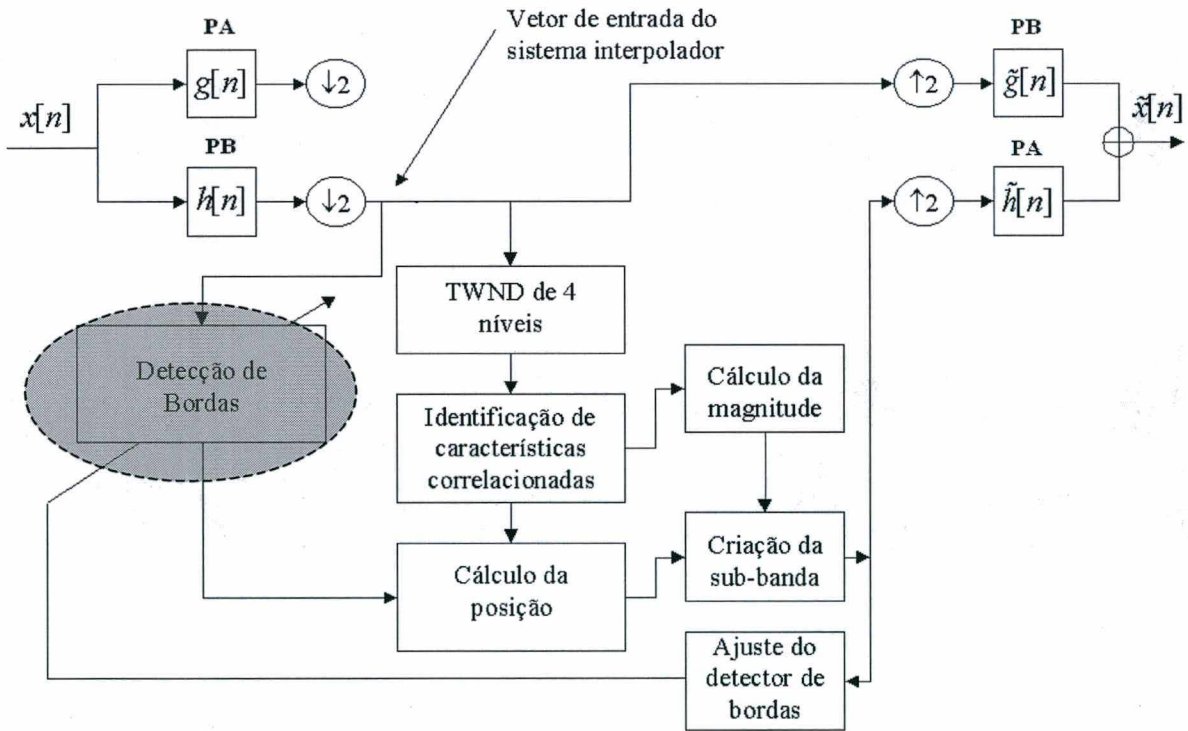 Vetor de entrada do
sistema interpolador
PA
g[n]
↓2
x[n]
PB
h[n]
↓2
↑2
PB
g̃[n]
x̃[n]
PA
↑2
h̃[n]
TWND de 4
níveis
Detecção de
Bordas
Identificação de
características
correlacionadas
Cálculo da
magnitude
Cálculo da
posição
Criação da
sub-banda
Ajuste do
detector de
bordas